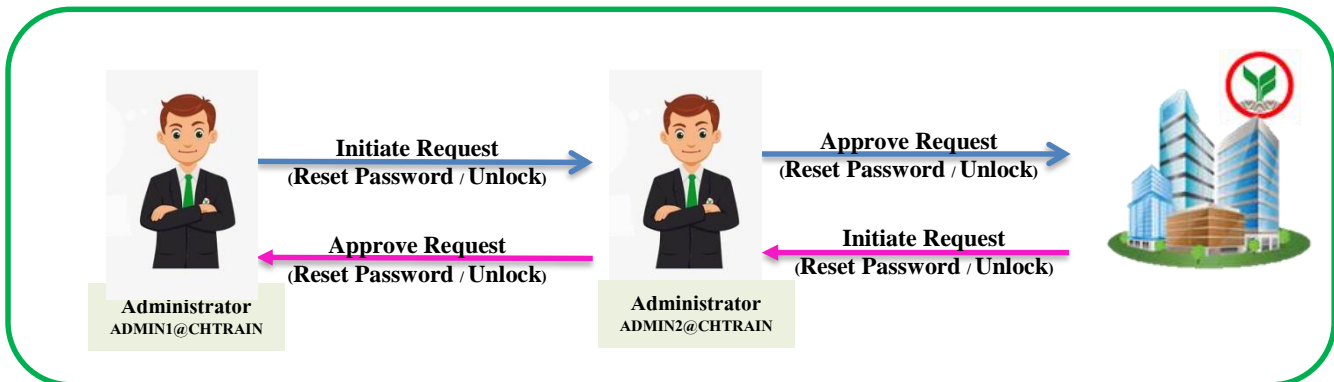 Initiate Request
(Reset Password / Unlock)
Approve Request
(Reset Password / Unlock)
Approve Request
(Reset Password / Unlock)
Initiate Request
(Reset Password / Unlock)
Administrator
ADMIN1@CHTRAIN
Administrator
ADMIN2@CHTRAIN